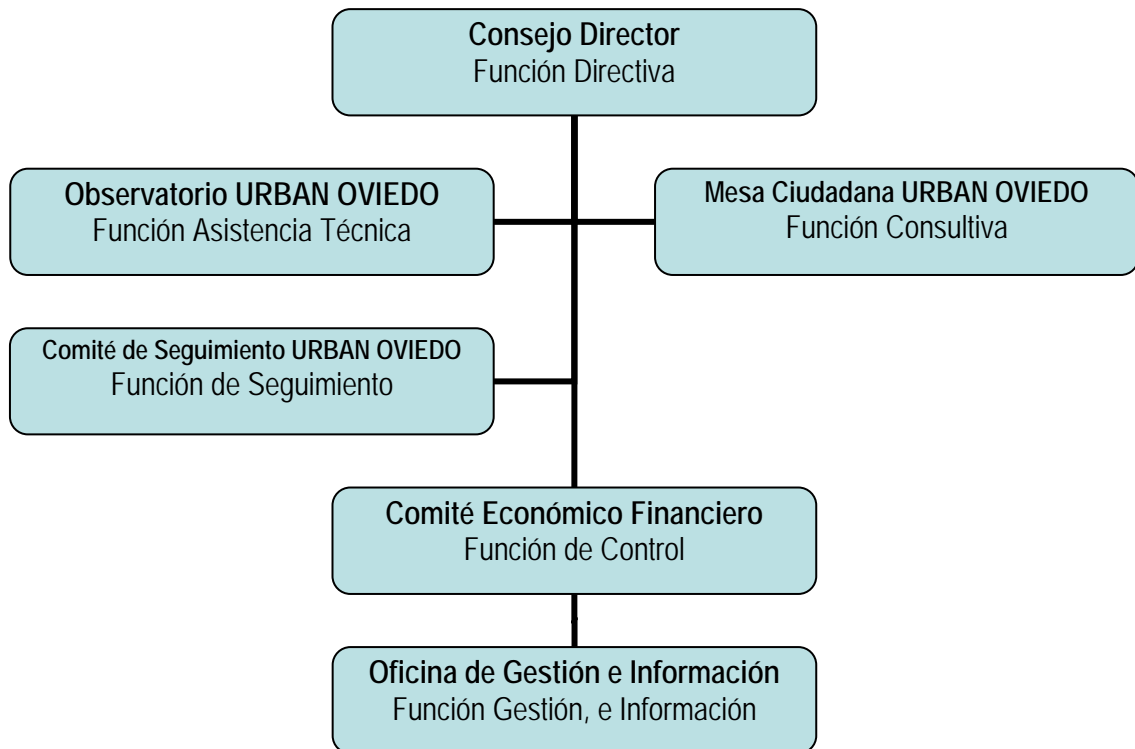 Consejo Director
Función Directiva
Observatorio URBAN OVIEDO
Función Asistencia Técnica
Mesa Ciudadana URBAN OVIEDO
Función Consultiva
Comité de Seguimiento URBAN OVIEDO
Función de Seguimiento
Comité Económico Financiero
Función de Control
Oficina de Gestión e Información
Función Gestión, e Información